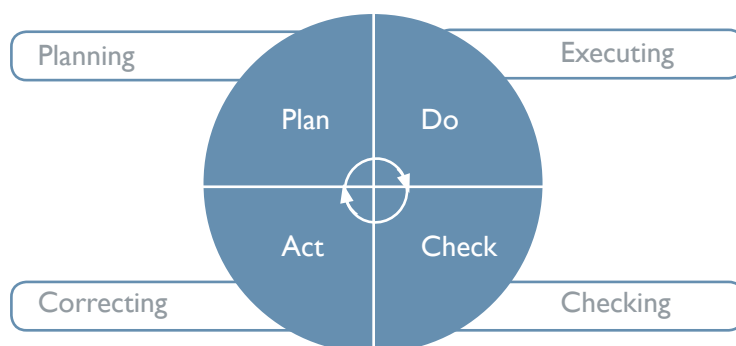 Planning
Executing
Plan
Do
Act
Check
Correcting
Checking